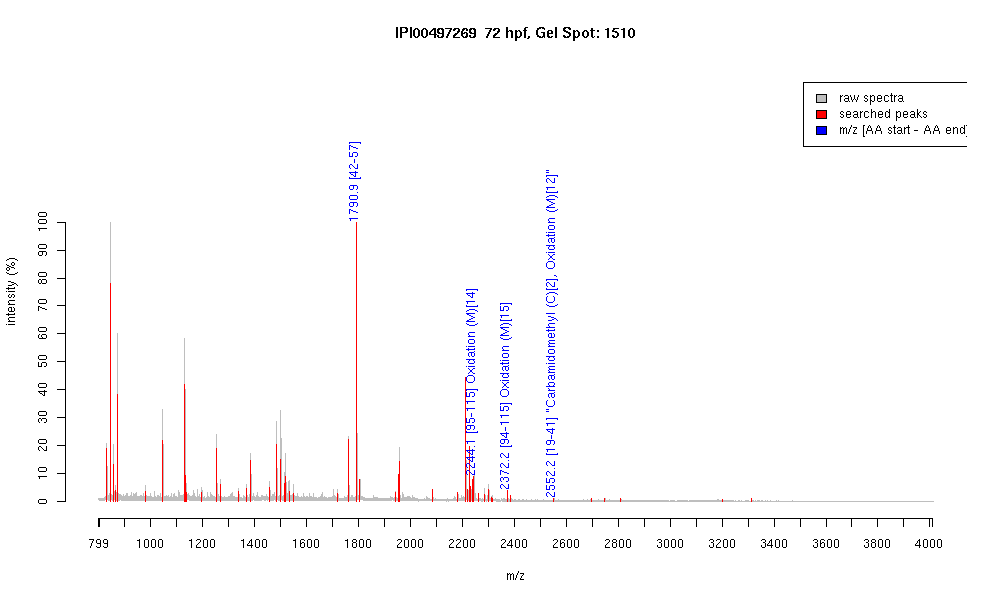 IPI00497269 72 hpf, Gel Spot: 1510
raw spectra
searched peaks
m/z [AA start - AA end]
intensity (%)
100
90
80
70
60
50
40
30
20
10
0
1790.9 [42-57]
2244.1 [95-115] Oxidation (M)[14]
2372.2 [94-115] Oxidation (M)[15]
2552.2 [19-41] "Carbamidomethyl (C)[2], Oxidation (M)[12]"
799 1000 1200 1400 1600 1800 2000 2200 2400 2600 2800 3000 3200 3400 3600 3800 4000
m/z